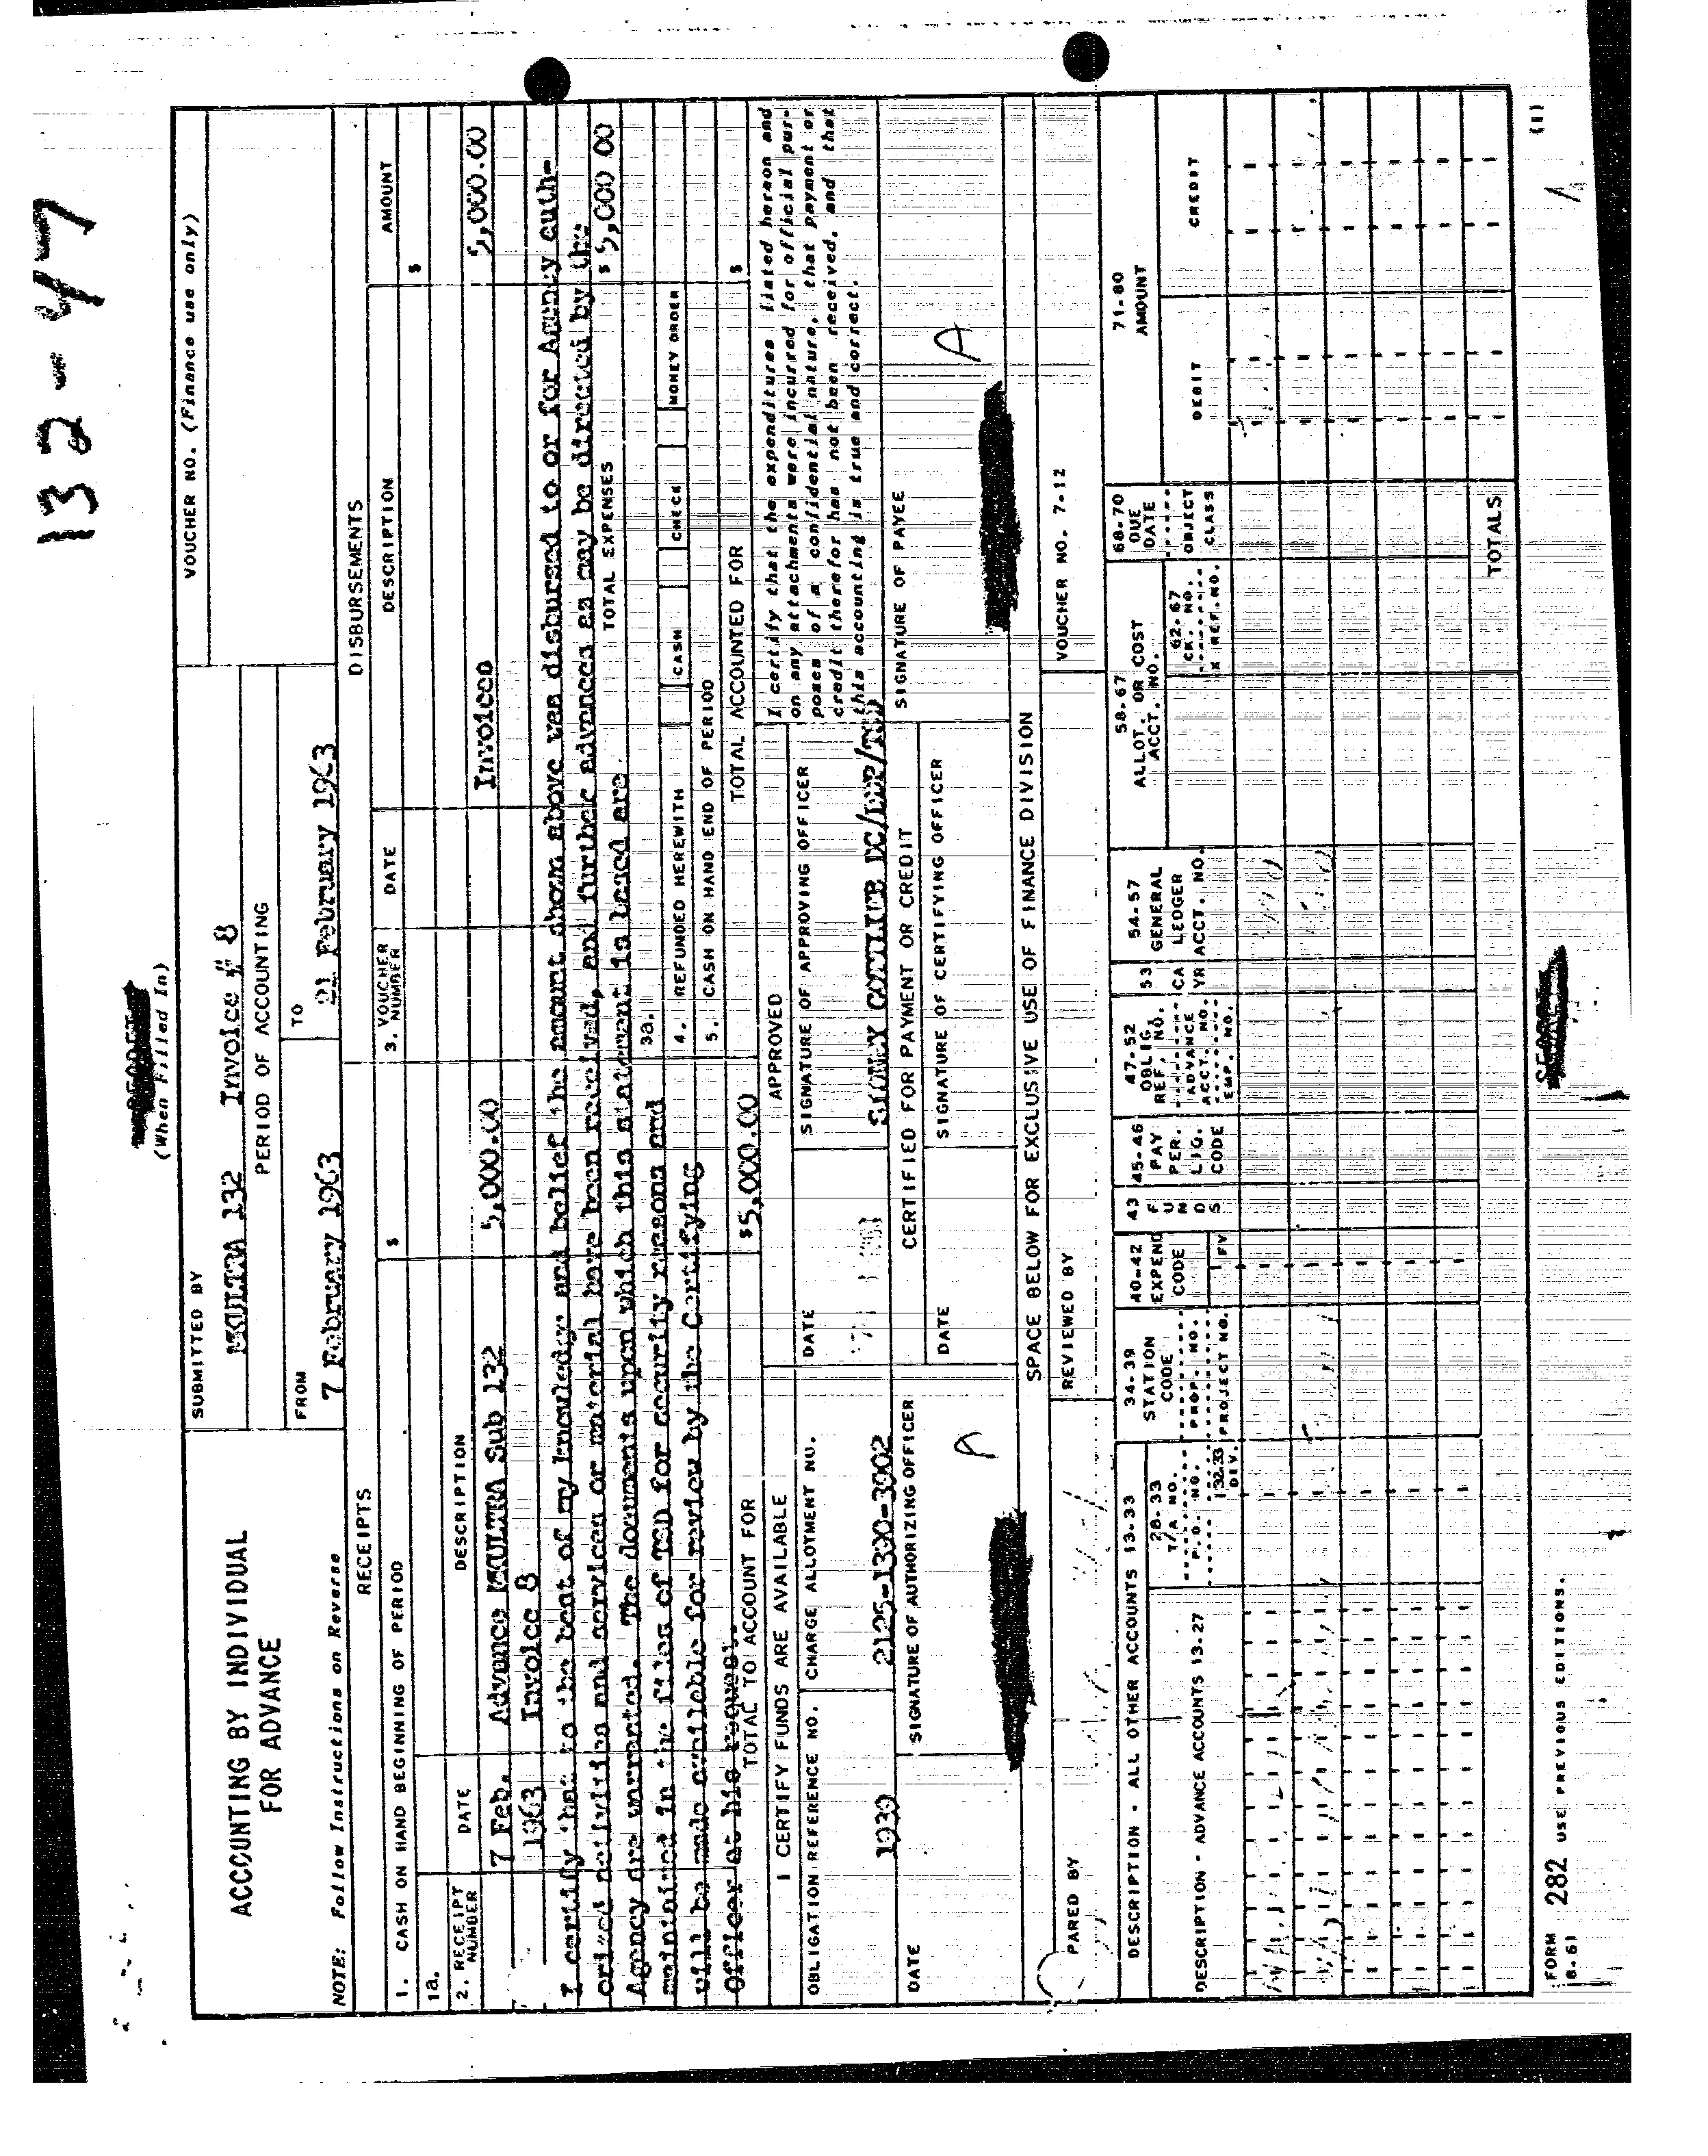 132-47
SECRET
(When Filled In)
ACCOUNTING BY INDIVIDUAL
FOR ADVANCE
NOTE: Follow Instructions on Reverse
SUBMITTED BY
MKULTRA 132 Invoice # 8
VOUCHER NO. (Finance use only)
PERIOD OF ACCOUNTING
FROM
7 February 1963
TO
21 February 1963
RECEIPTS
DISBURSEMENTS
1. CASH ON HAND BEGINNING OF PERIOD
$
3. VOUCHER NUMBER
DATE
DESCRIPTION
AMOUNT
1a.
$
2. RECEIPT NUMBER
DATE
DESCRIPTION
7 Feb. 1963
Advance MKULTRA Sub 132
Invoice 8
5,000.00
Invoices
5,000.00
I certify that to the best of my knowledge and belief the amount shown above was disbursed to or for Agency auth-
orized activities and services or material have been received, and further advances as may be directed by the
Agency are warranted. The documents upon which this statement is based are
maintained in the files of TSD for security reasons and
will be made available for review by the Certifying
Officer at his request.
TOTAL EXPENSES
$ 5,000 00
3a.
4. REFUNDED HEREWITH
CASH
CHECK
MONEY ORDER
5. CASH ON HAND END OF PERIOD
TOTAL TO ACCOUNT FOR
$5,000.00
TOTAL ACCOUNTED FOR
$
I CERTIFY FUNDS ARE AVAILABLE
APPROVED
I certify that the expenditures listed hereon and
on any attachments were incurred for official pur-
poses of a confidential nature, that payment or
credit therefor has not been received, and that
this accounting is true and correct.
OBLIGATION REFERENCE NO.
1930
CHARGE ALLOTMENT NO.
2125-1390-3902
DATE
SIGNATURE OF APPROVING OFFICER
SIDNEY GOTTLIEB DC/DDP/TSD
DATE
SIGNATURE OF AUTHORIZING OFFICER
A
CERTIFIED FOR PAYMENT OR CREDIT
DATE
SIGNATURE OF CERTIFYING OFFICER
SIGNATURE OF PAYEE
A
SPACE BELOW FOR EXCLUSIVE USE OF FINANCE DIVISION
PARED BY
REVIEWED BY
VOUCHER NO. 7-12
DESCRIPTION - ALL OTHER ACCOUNTS 13-33
DESCRIPTION - ADVANCE ACCOUNTS 13-27
28-33
T/A NO.
P.O. NO.
32-33
DIV.
34-39
STATION
CODE
PROP. NO.
PROJECT NO.
40-42
EXPEND
CODE
FY
43
FUNDS
45-46
PAY
PER.
LIQ.
CODE
47-52
OBLIG.
REF. NO.
ADVANCE
ACCT. NO.
EMP. NO.
53
CA
YR
54-57
GENERAL
LEDGER
ACCT. NO.
58-67
ALLOT. OR COST
ACCT. NO.
62-67
CK. NO.
X REF. NO.
68-70
DUE
DATE
OBJECT
CLASS
71-80
AMOUNT
DEBIT
CREDIT
TOTALS
FORM
8-61
282
USE PREVIOUS EDITIONS.
SECRET
(1)